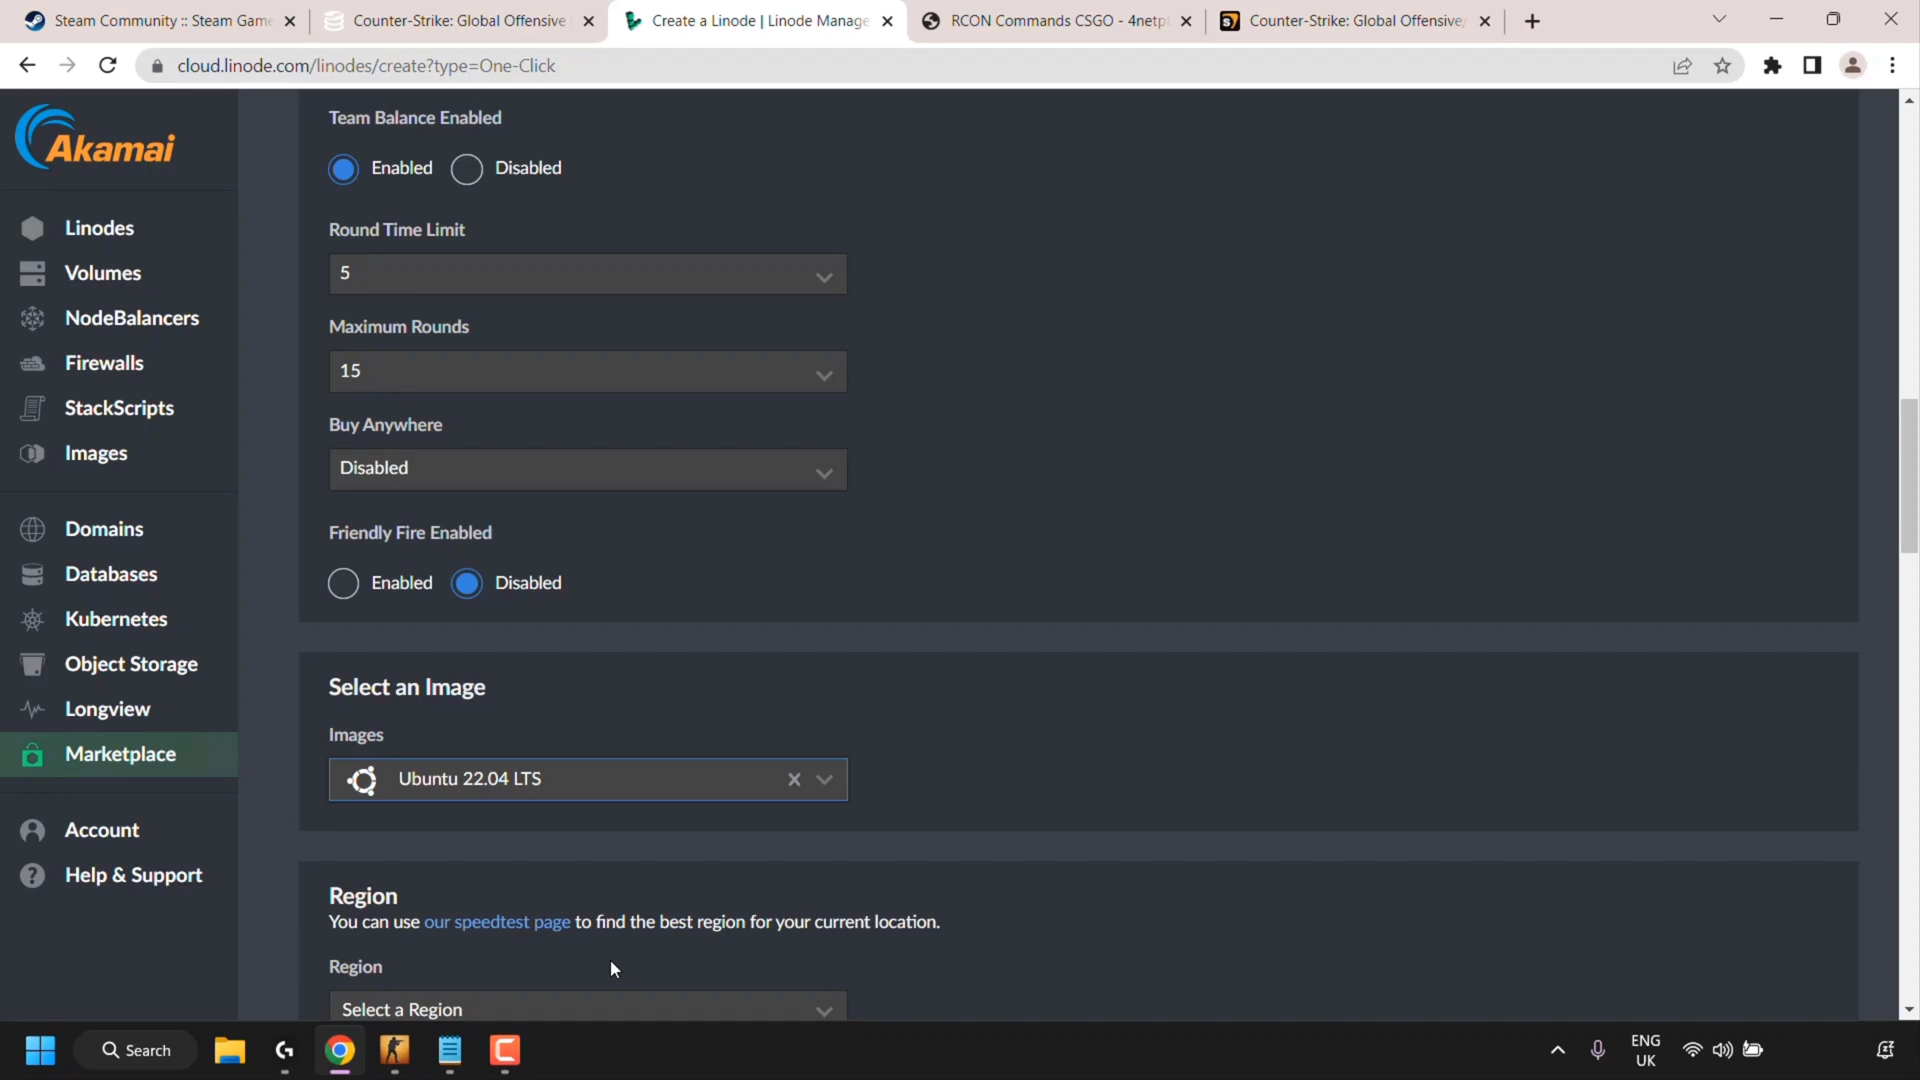 Steam Community :: Steam Game
Counter-Strike: Global Offensive
Create a Linode | Linode Manage
RCON Commands CSGO - 4netpl
Counter-Strike: Global Offensive/
cloud.linode.com/linodes/create?type=One-Click
Akamai
Linodes
Volumes
NodeBalancers
Firewalls
StackScripts
Images
Domains
Databases
Kubernetes
Object Storage
Longview
Marketplace
Account
Help & Support
Team Balance Enabled
Enabled
Disabled
Round Time Limit
5
Maximum Rounds
15
Buy Anywhere
Disabled
Friendly Fire Enabled
Enabled
Disabled
Select an Image
Images
Ubuntu 22.04 LTS
Region
You can use our speedtest page to find the best region for your current location.
Region
Select a Region
Search
ENG
UK